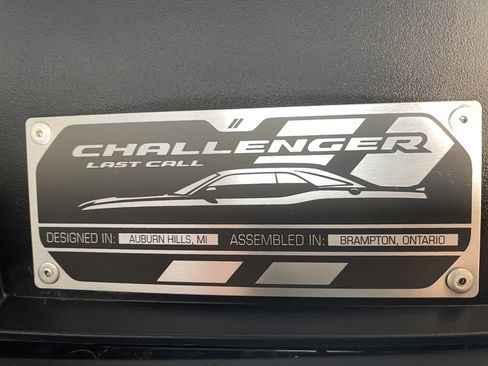 CHALLENGER
LAST CALL
DESIGNED IN: AUBURN HILLS, MI ASSEMBLED IN: BRAMPTON, ONTARIO